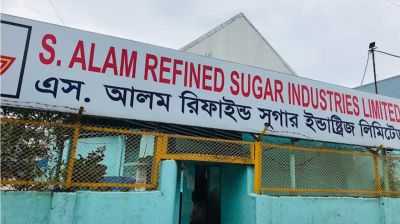 S. ALAM REFINED SUGAR INDUSTRIES LIMITED
এস. আলম রিফাইন্ড সুগার ইন্ডাষ্ট্রিজ লিমিটেড